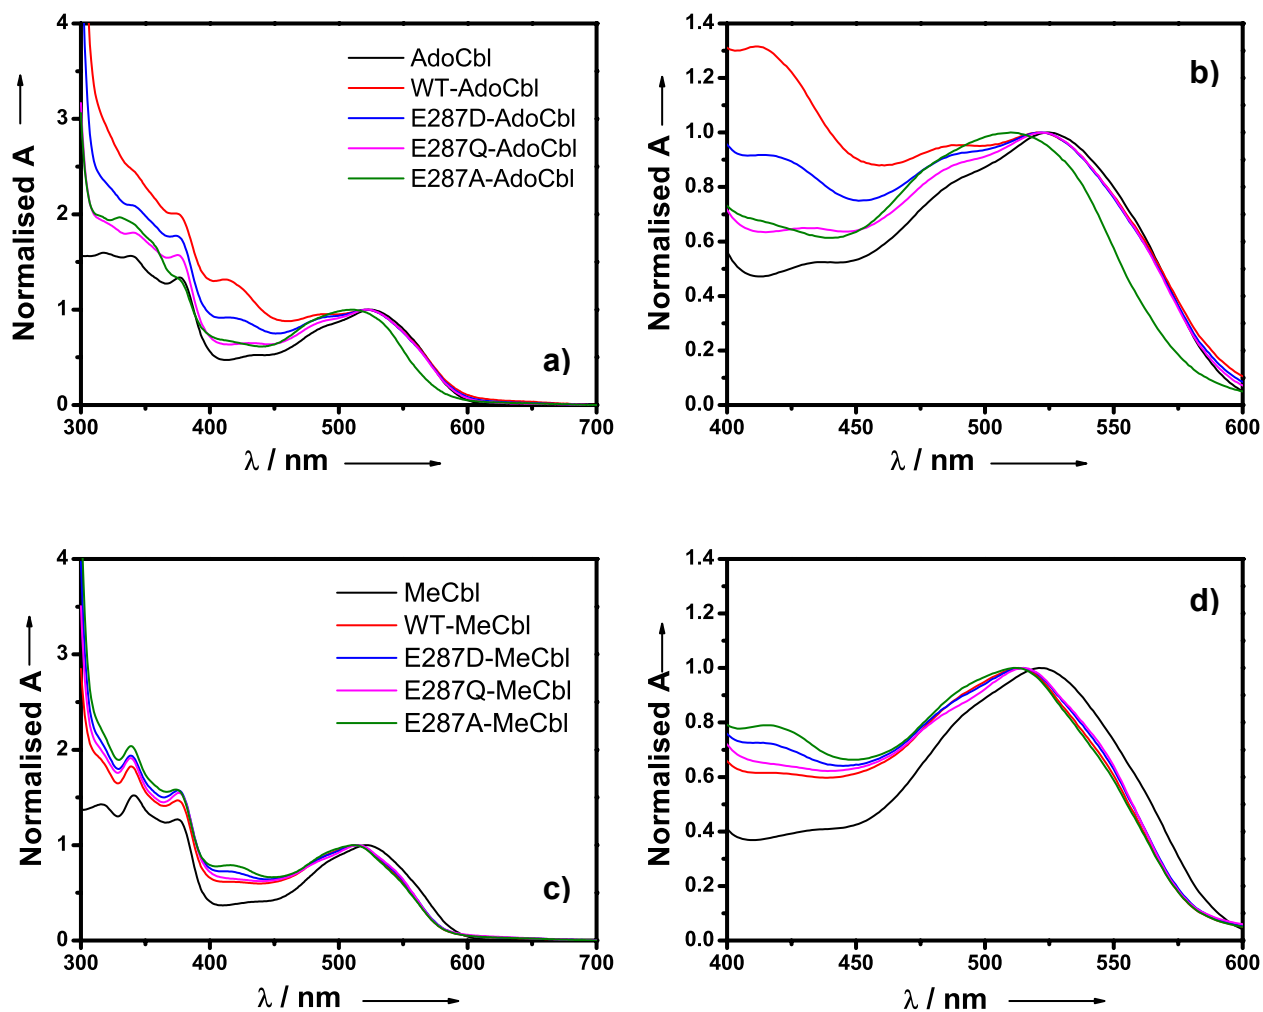 4
3
2
1
0
300
400
500
600
700
Normalised A
λ / nm
AdoCbl
WT-AdoCbl
E287D-AdoCbl
E287Q-AdoCbl
E287A-AdoCbl
a)
1.4
1.2
1.0
0.8
0.6
0.4
0.2
0.0
400
450
500
550
600
Normalised A
λ / nm
b)
4
3
2
1
0
300
400
500
600
700
Normalised A
λ / nm
MeCbl
WT-MeCbl
E287D-MeCbl
E287Q-MeCbl
E287A-MeCbl
c)
1.4
1.2
1.0
0.8
0.6
0.4
0.2
0.0
400
450
500
550
600
Normalised A
λ / nm
d)